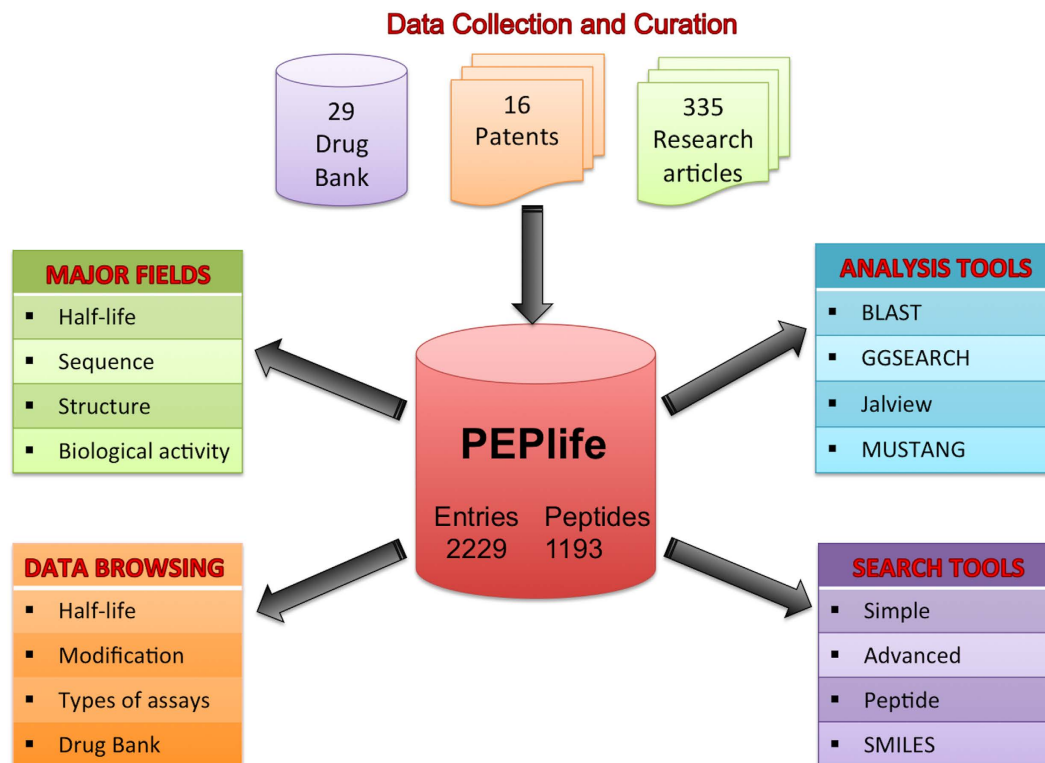 Data Collection and Curation
29
Drug
Bank
16
Patents
335
Research
articles
MAJOR FIELDS
▪ Half-life
▪ Sequence
▪ Structure
▪ Biological activity
ANALYSIS TOOLS
▪ BLAST
▪ GGSEARCH
▪ Jalview
▪ MUSTANG
PEPlife
Entries Peptides
2229 1193
DATA BROWSING
▪ Half-life
▪ Modification
▪ Types of assays
▪ Drug Bank
SEARCH TOOLS
▪ Simple
▪ Advanced
▪ Peptide
▪ SMILES